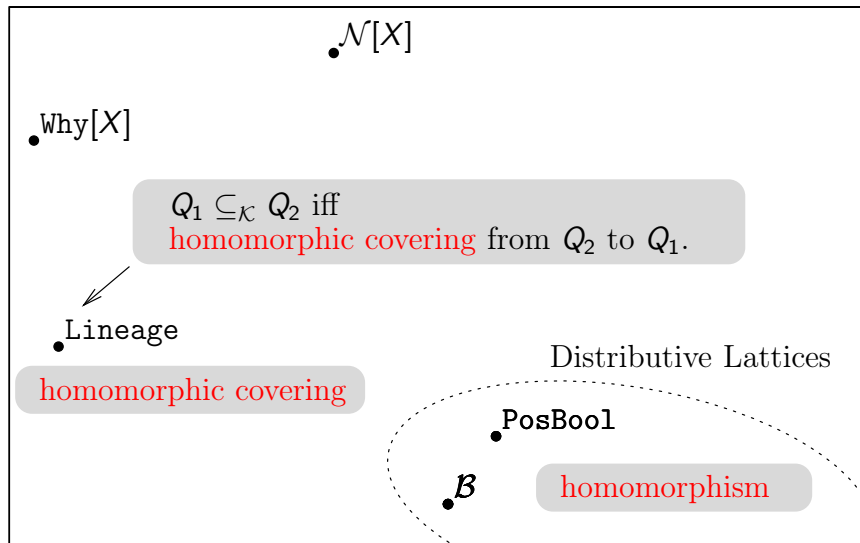 𝒩[X]
Why[X]
Q₁ ⊆_𝒦 Q₂ iff
homomorphic covering from Q₂ to Q₁.
Lineage
homomorphic covering
Distributive Lattices
PosBool
ℬ
homomorphism